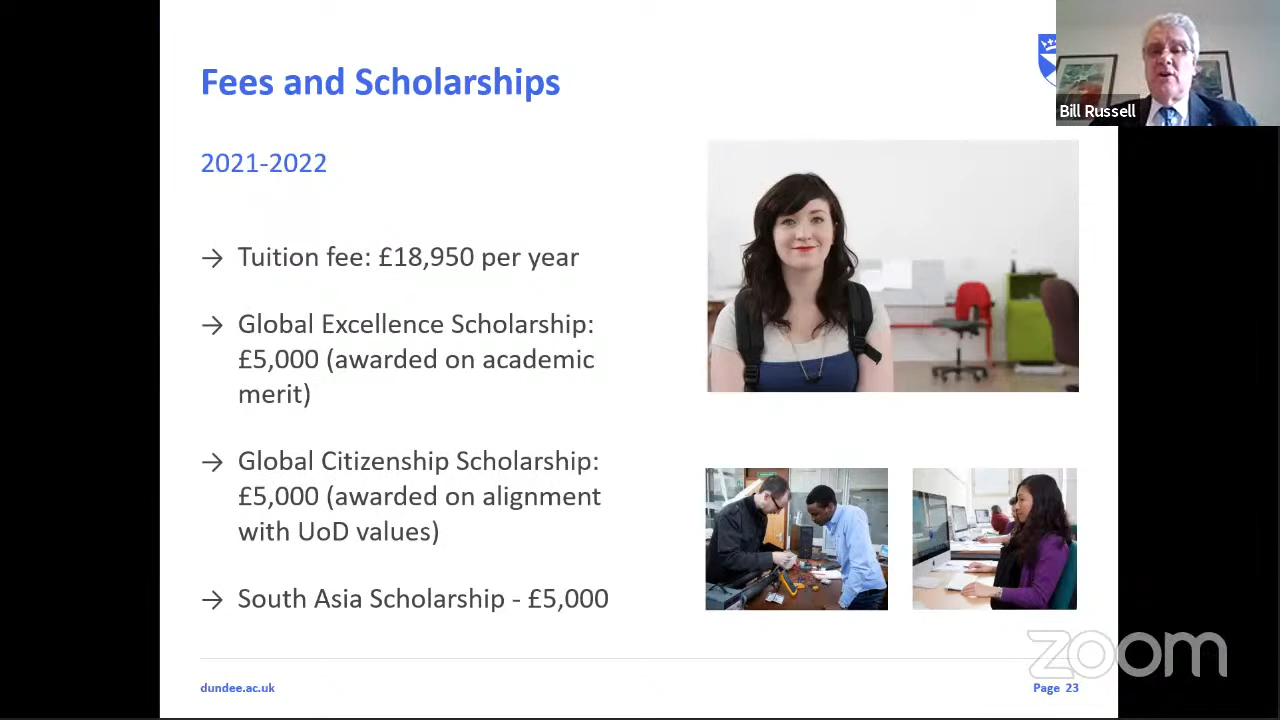 Fees and Scholarships
Bill Russell
2021-2022
→ Tuition fee: £18,950 per year
→ Global Excellence Scholarship:
£5,000 (awarded on academic
merit)
→ Global Citizenship Scholarship:
£5,000 (awarded on alignment
with UoD values)
→ South Asia Scholarship - £5,000
zoom
dundee.ac.uk
Page 23